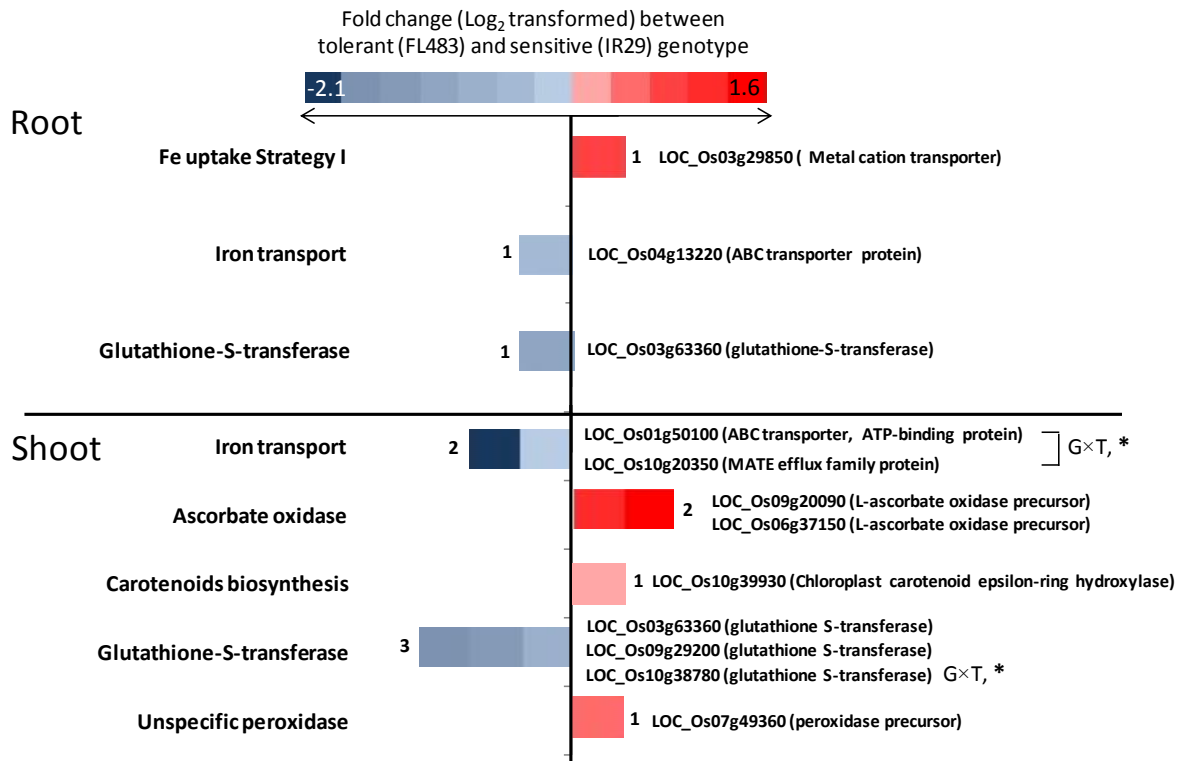 Fold change (Log₂ transformed) between
tolerant (FL483) and sensitive (IR29) genotype
-2.1 1.6
Root
Fe uptake Strategy I 1 LOC_Os03g29850 ( Metal cation transporter)
Iron transport 1 LOC_Os04g13220 (ABC transporter protein)
Glutathione-S-transferase 1 LOC_Os03g63360 (glutathione-S-transferase)
Shoot
Iron transport 2 LOC_Os01g50100 (ABC transporter, ATP-binding protein)
LOC_Os10g20350 (MATE efflux family protein)
G×T, *
Ascorbate oxidase 2 LOC_Os09g20090 (L-ascorbate oxidase precursor)
LOC_Os06g37150 (L-ascorbate oxidase precursor)
Carotenoids biosynthesis 1 LOC_Os10g39930 (Chloroplast carotenoid epsilon-ring hydroxylase)
Glutathione-S-transferase 3 LOC_Os03g63360 (glutathione S-transferase)
LOC_Os09g29200 (glutathione S-transferase)
LOC_Os10g38780 (glutathione S-transferase) G×T, *
Unspecific peroxidase 1 LOC_Os07g49360 (peroxidase precursor)